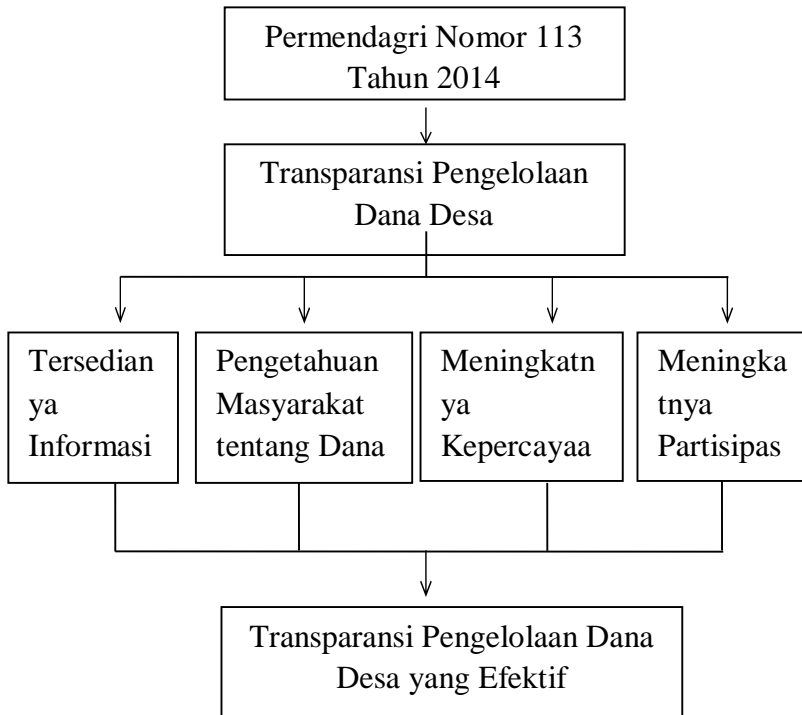 Permendagri Nomor 113
Tahun 2014
Transparansi Pengelolaan
Dana Desa
Tersedian
ya
Informasi
Pengetahuan
Masyarakat
tentang Dana
Meningkatn
ya
Kepercayaa
Meningka
tnya
Partisipas
Transparansi Pengelolaan Dana
Desa yang Efektif